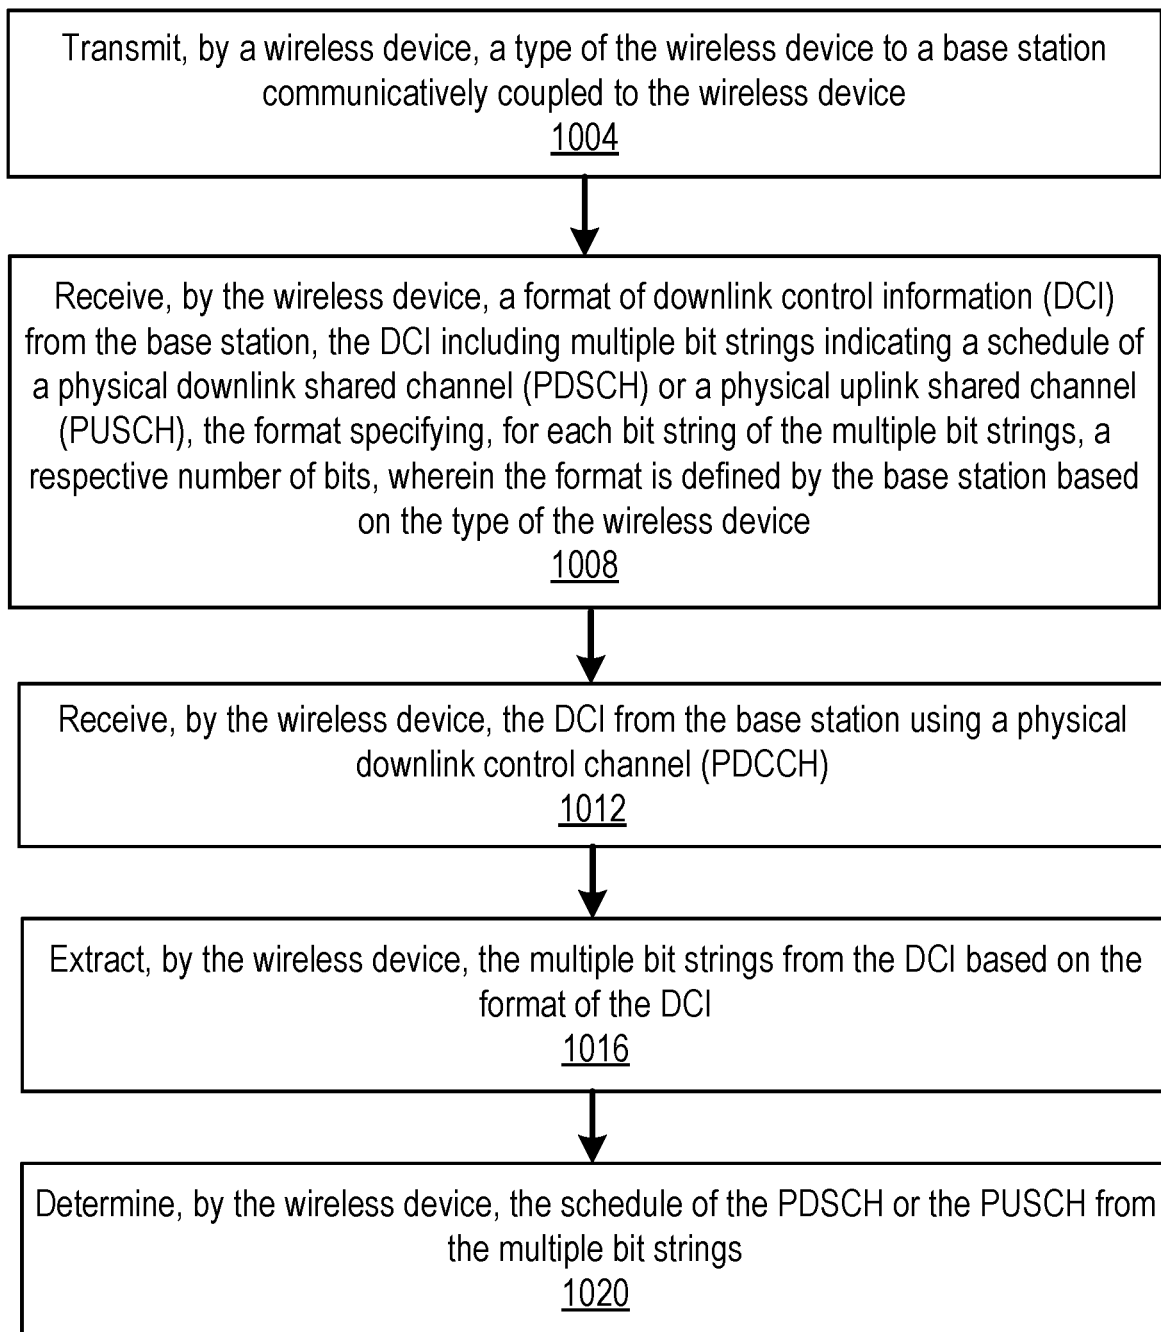 Transmit, by a wireless device, a type of the wireless device to a base station
communicatively coupled to the wireless device
1004
Receive, by the wireless device, a format of downlink control information (DCI)
from the base station, the DCI including multiple bit strings indicating a schedule of
a physical downlink shared channel (PDSCH) or a physical uplink shared channel
(PUSCH), the format specifying, for each bit string of the multiple bit strings, a
respective number of bits, wherein the format is defined by the base station based
on the type of the wireless device
1008
Receive, by the wireless device, the DCI from the base station using a physical
downlink control channel (PDCCH)
1012
Extract, by the wireless device, the multiple bit strings from the DCI based on the
format of the DCI
1016
Determine, by the wireless device, the schedule of the PDSCH or the PUSCH from
the multiple bit strings
1020